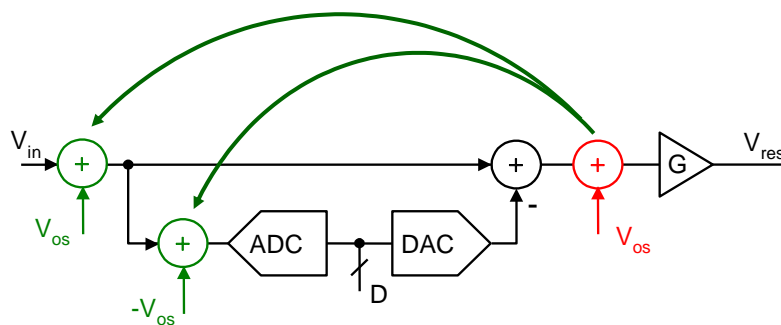 V_in
+
V_os
+
-V_os
ADC
D
DAC
+
-
+
V_os
G
V_res